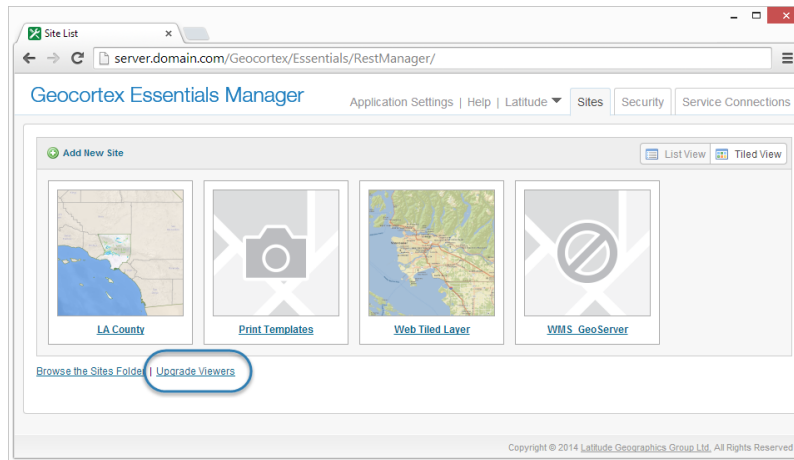 Site List
server.domain.com/Geocortex/Essentials/RestManager/
Geocortex Essentials Manager
Application Settings | Help | Latitude
Sites
Security
Service Connections
Add New Site
List View
Tiled View
LA County
Print Templates
Web Tiled Layer
WMS_GeoServer
Browse the Sites Folder | Upgrade Viewers
Copyright © 2014 Latitude Geographics Group Ltd. All Rights Reserved